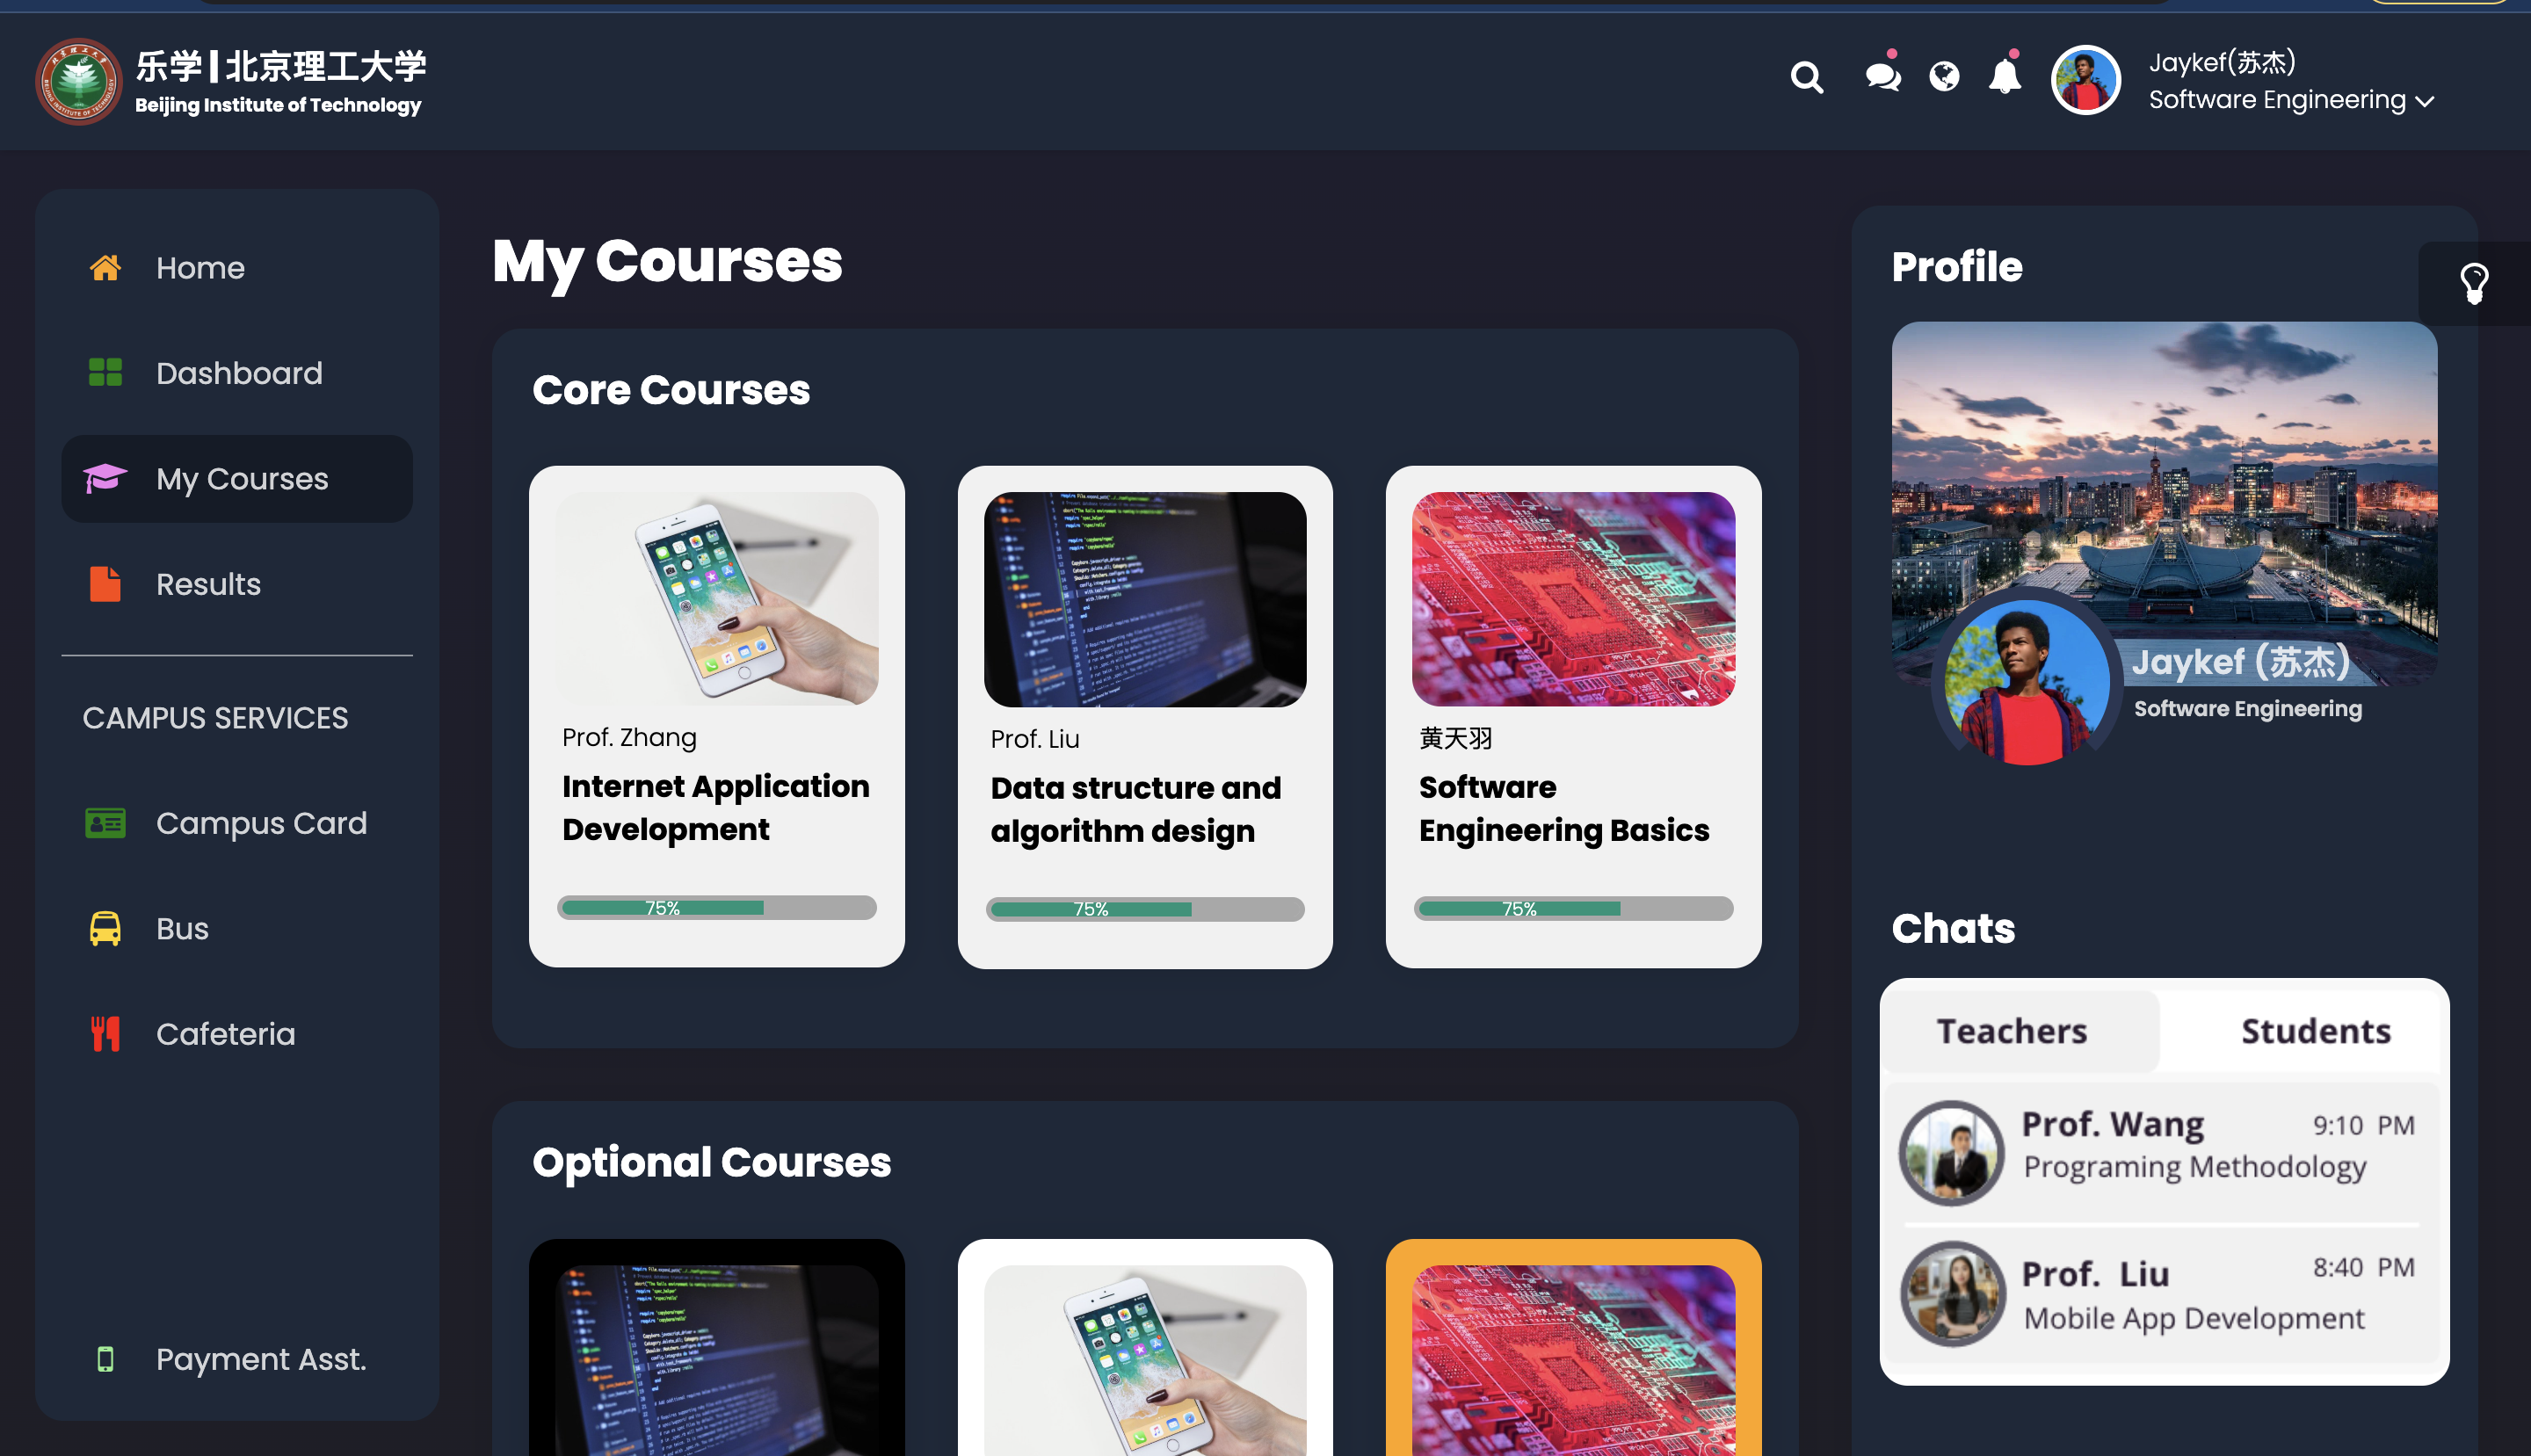 乐学|北京理工大学
Beijing Institute of Technology
Jaykef(苏杰)
Software Engineering
Home
Dashboard
My Courses
Results
CAMPUS SERVICES
Campus Card
Bus
Cafeteria
Payment Asst.
My Courses
Core Courses
Prof. Zhang
Internet Application
Development
75%
Prof. Liu
Data structure and
algorithm design
75%
黄天羽
Software
Engineering Basics
75%
Optional Courses
Profile
Jaykef (苏杰)
Software Engineering
Chats
Teachers
Students
Prof. Wang
9:10 PM
Programing Methodology
Prof. Liu
8:40 PM
Mobile App Development